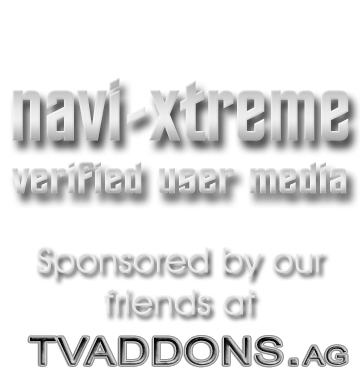 navi-xtreme
verified user media
Sponsored by our
friends at
TVADDONS.AG